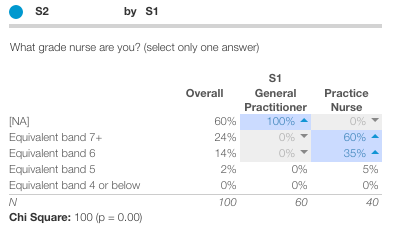 S2 by S1
What grade nurse are you? (select only one answer)
S1
Overall General Practitioner Practice Nurse
[NA] 60% 100% ▲ 0% ▼
Equivalent band 7+ 24% 0% ▼ 60% ▲
Equivalent band 6 14% 0% ▼ 35% ▲
Equivalent band 5 2% 0% 5%
Equivalent band 4 or below 0% 0% 0%
N 100 60 40
Chi Square: 100 (p = 0.00)